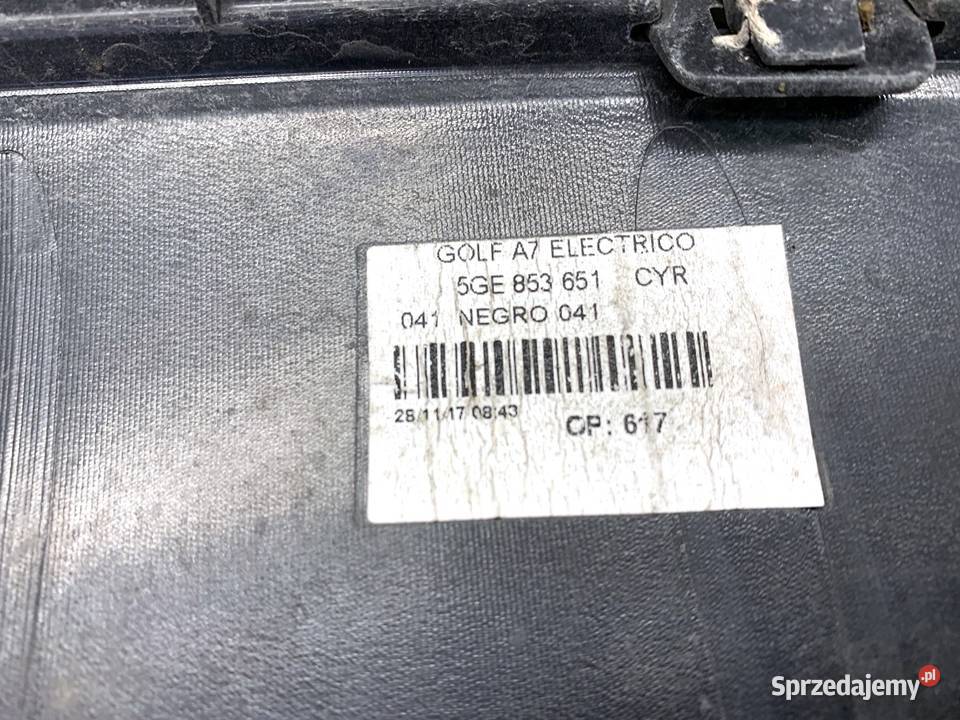 GOLF A7 ELECTRICO
5GE 853 651 CYR
041 NEGRO 041
28/11/17 08:43
OP: 617
Sprzedajemy.pl